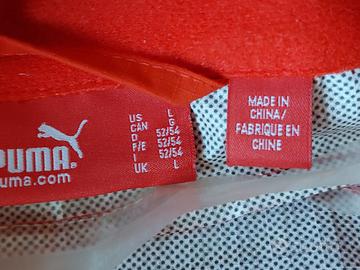 PUMA
puma.com
US L
CAN G
D 52/54
F/E 52/54
I 52/54
UK L
MADE IN
CHINA/
FABRIQUE EN
CHINE